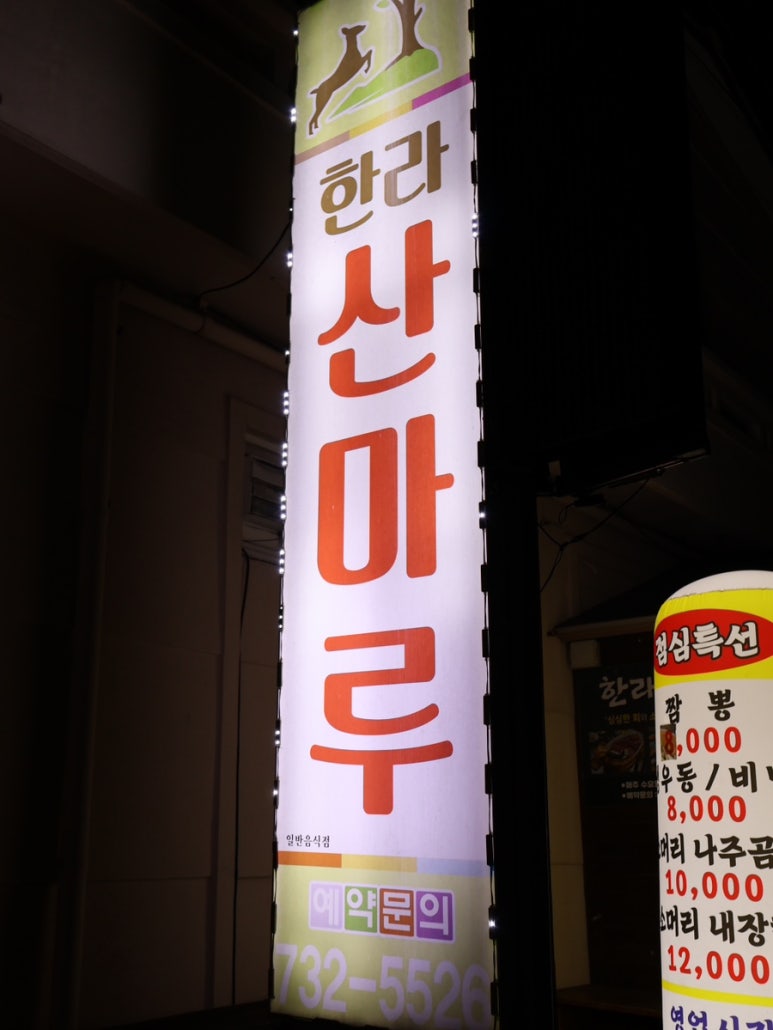 한라
산마루
일반음식점
예약문의
732-5526
점심특선
짬뽕
8,000
우동/비
8,000
머리 나주곰
10,000
소머리 내장
12,000
한라